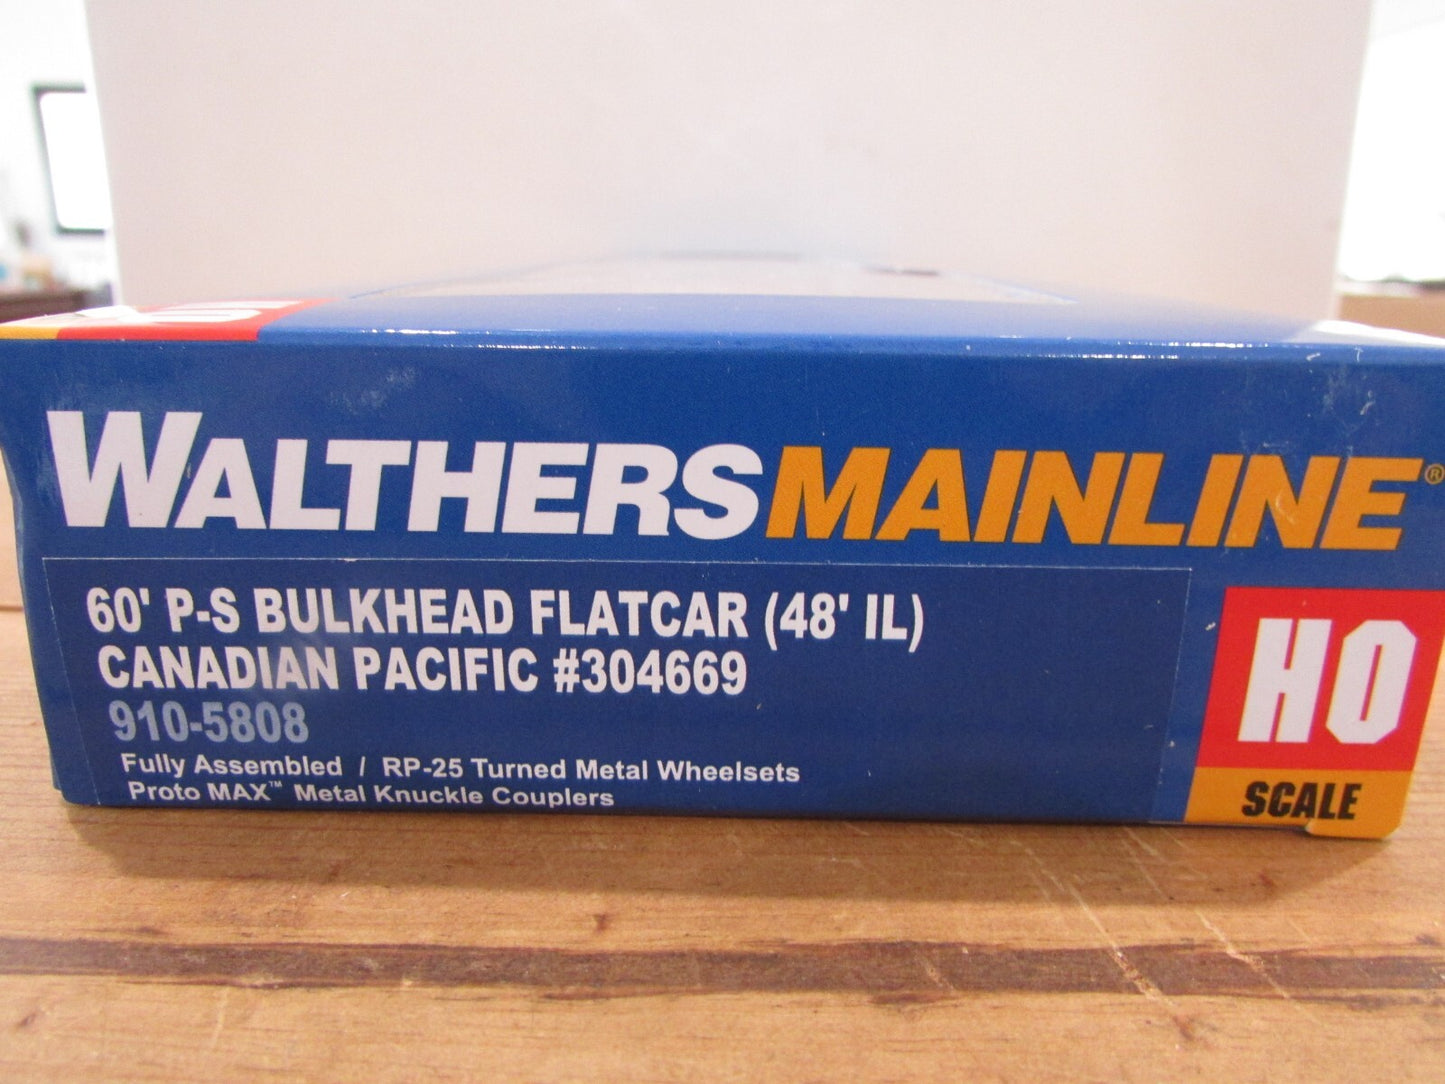 WALTHERSMAINLINE®
60' P-S BULKHEAD FLATCAR (48' IL)
CANADIAN PACIFIC #304669
910-5808
Fully Assembled / RP-25 Turned Metal Wheelsets
Proto MAX™ Metal Knuckle Couplers
HO
SCALE